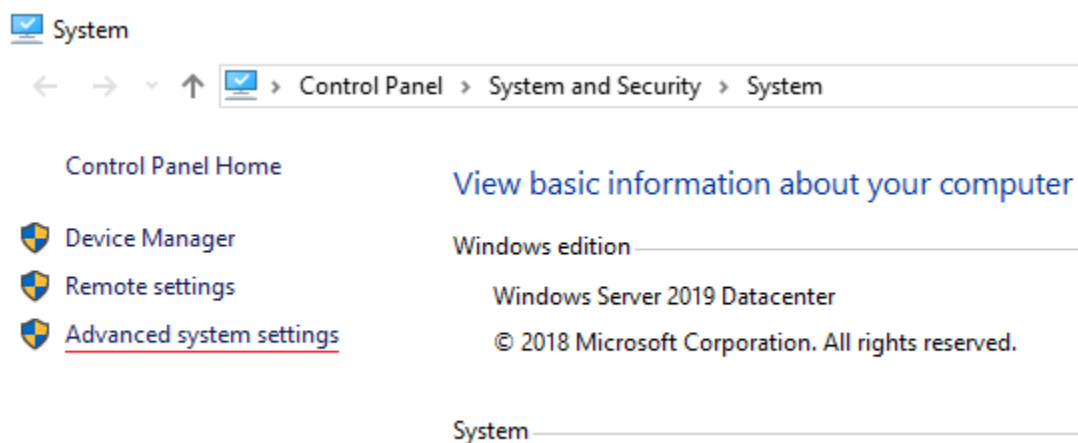 System
Control Panel > System and Security > System
Control Panel Home
View basic information about your computer
Device Manager
Windows edition
Remote settings
Windows Server 2019 Datacenter
Advanced system settings
© 2018 Microsoft Corporation. All rights reserved.
System